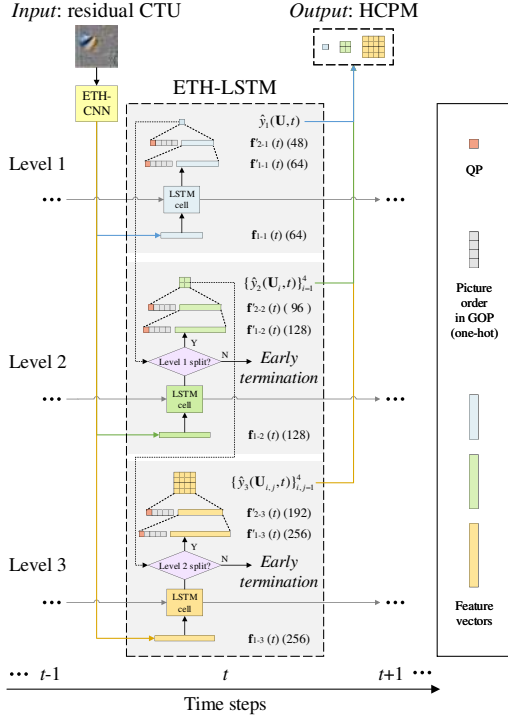 Input: residual CTU
Output: HCPM
ETH-
CNN
ETH-LSTM
Level 1
ŷ₁(U, t)
f'2-1 (t) (48)
f'1-1 (t) (64)
LSTM
cell
... ...
f1-1 (t) (64)
Level 2
{ŷ₂(Uᵢ, t)}⁴ᵢ₌₁
f'2-2 (t) ( 96 )
f'1-2 (t) (128)
Y
Level 1 split?
N
Early
termination
LSTM
cell
... ...
f1-2 (t) (128)
Level 3
{ŷ₃(Uᵢ,ⱼ, t)}⁴ᵢ,ⱼ₌₁
f'2-3 (t) (192)
f'1-3 (t) (256)
Y
Level 2 split?
N
Early
termination
LSTM
cell
... ...
f1-3 (t) (256)
... t-1 t t+1 ...
Time steps
QP
Picture
order
in GOP
(one-hot)
Feature
vectors